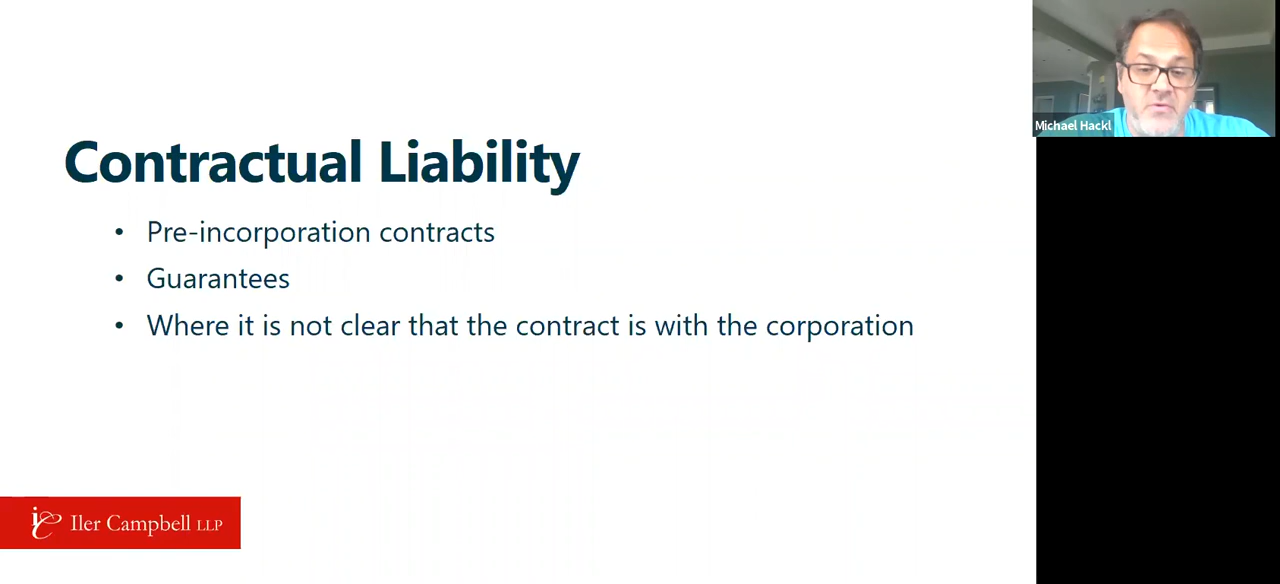 Contractual Liability
• Pre-incorporation contracts
• Guarantees
• Where it is not clear that the contract is with the corporation
Michael Hackl
ic Iler Campbell LLP